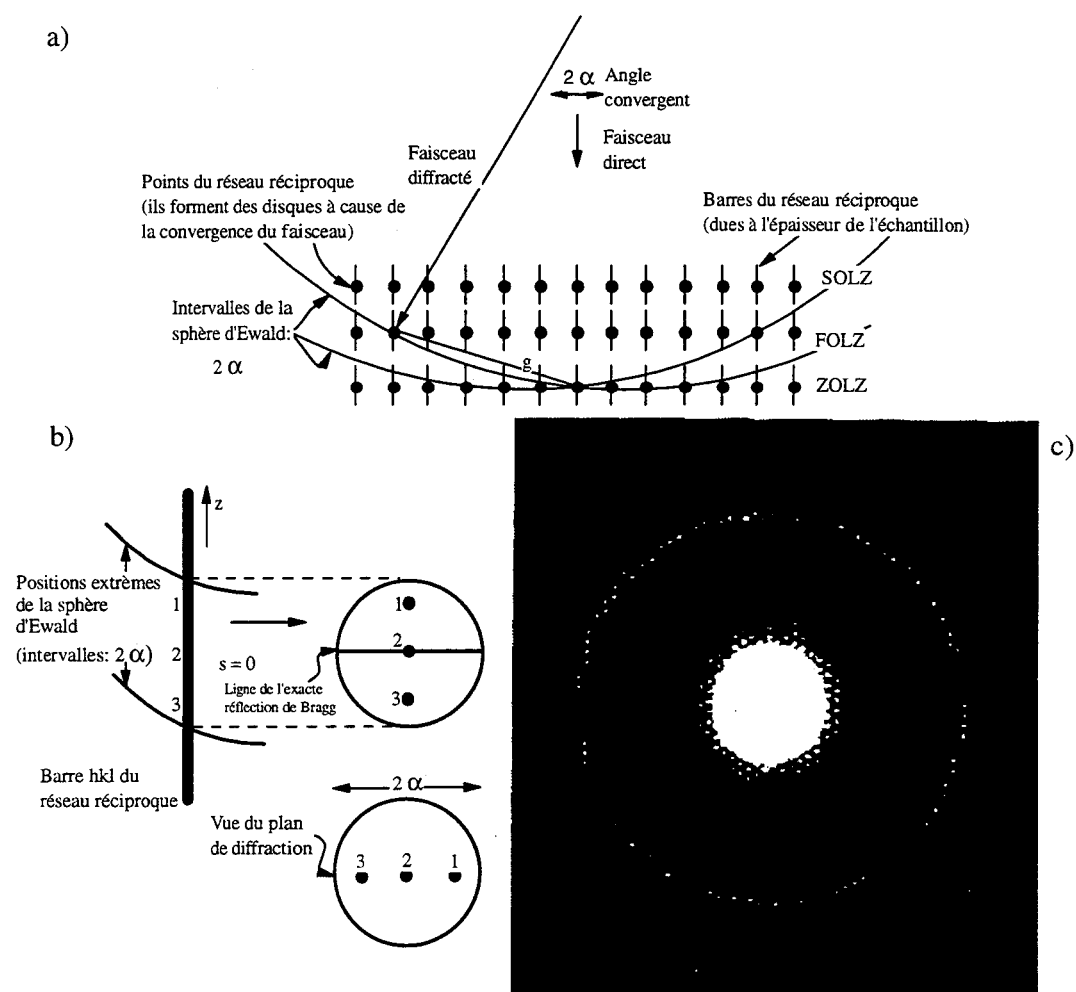 a)
2 α Angle
convergent
Faisceau
direct
Faisceau
diffracté
Points du réseau réciproque
(ils forment des disques à cause de
la convergence du faisceau)
Barres du réseau réciproque
(dues à l'épaisseur de l'échantillon)
SOLZ
Intervalles de la
sphère d'Ewald:
2 α
FOLZ
g
ZOLZ
b)
c)
z
Positions extrèmes
de la sphère
d'Ewald
(intervalles: 2 α)
1
2
3
s = 0
Ligne de l'exacte
réflection de Bragg
1
2
3
Barre hkl du
réseau réciproque
2 α
Vue du plan
de diffraction
3 2 1